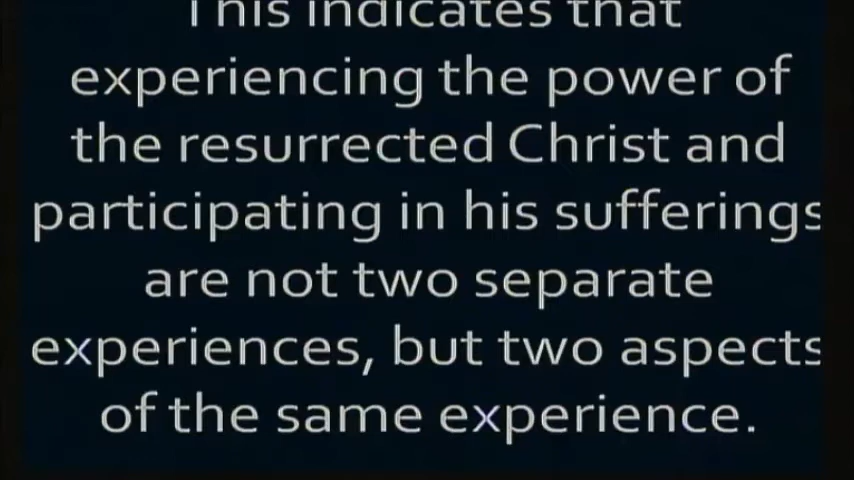 This indicates that
experiencing the power of
the resurrected Christ and
participating in his sufferings
are not two separate
experiences, but two aspects
of the same experience.